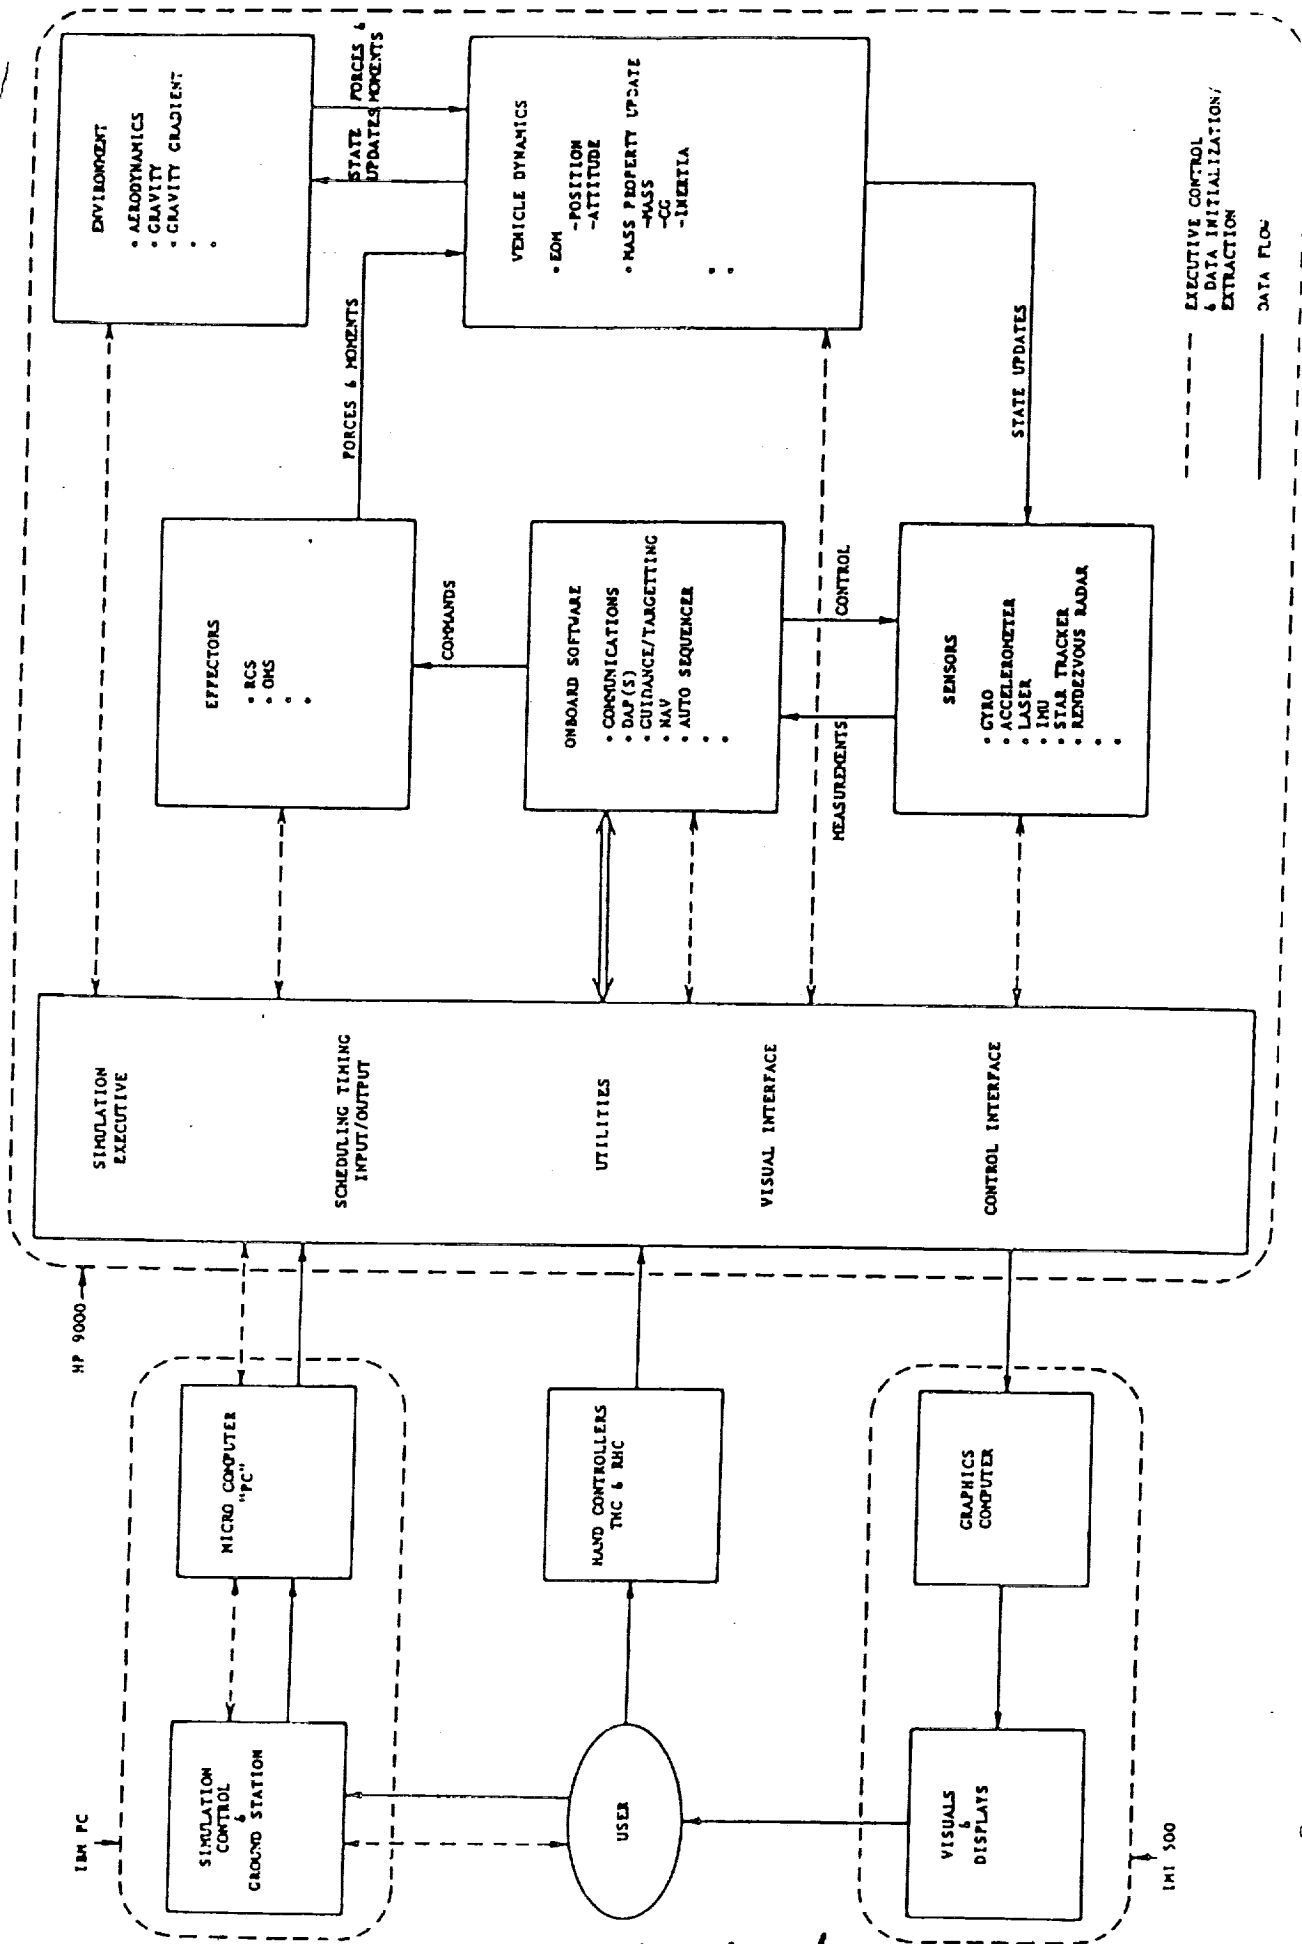 IBM PC
SIMULATION
CONTROL
&
GROUND STATION
MICRO COMPUTER
"PC"
HP 9000
USER
HAND CONTROLLERS
THC & RHC
VISUALS
&
DISPLAYS
GRAPHICS
COMPUTER
IMI 500
SIMULATION
EXECUTIVE
SCHEDULING TIMING
INPUT/OUTPUT
UTILITIES
VISUAL INTERFACE
CONTROL INTERFACE
EFFECTORS
• RCS
• OMS
•
•
COMMANDS
ONBOARD SOFTWARE
• COMMUNICATIONS
• DAP(S)
• GUIDANCE/TARGETTING
• NAV
• AUTO SEQUENCER
•
•
MEASUREMENTS
CONTROL
SENSORS
• GYRO
• ACCELEROMETER
• LASER
• IMU
• STAR TRACKER
• RENDEZVOUS RADAR
•
•
FORCES & MOMENTS
STATE UPDATES
ENVIRONMENT
• AERODYNAMICS
• GRAVITY
• GRAVITY GRADIENT
•
•
STATE
UPDATES
FORCES &
MOMENTS
VEHICLE DYNAMICS
• EOM
-POSITION
-ATTITUDE
• MASS PROPERTY UPDATE
-MASS
-CG
-INERTIA
•
•
EXECUTIVE CONTROL
& DATA INITIALIZATION/
EXTRACTION
DATA FLOW